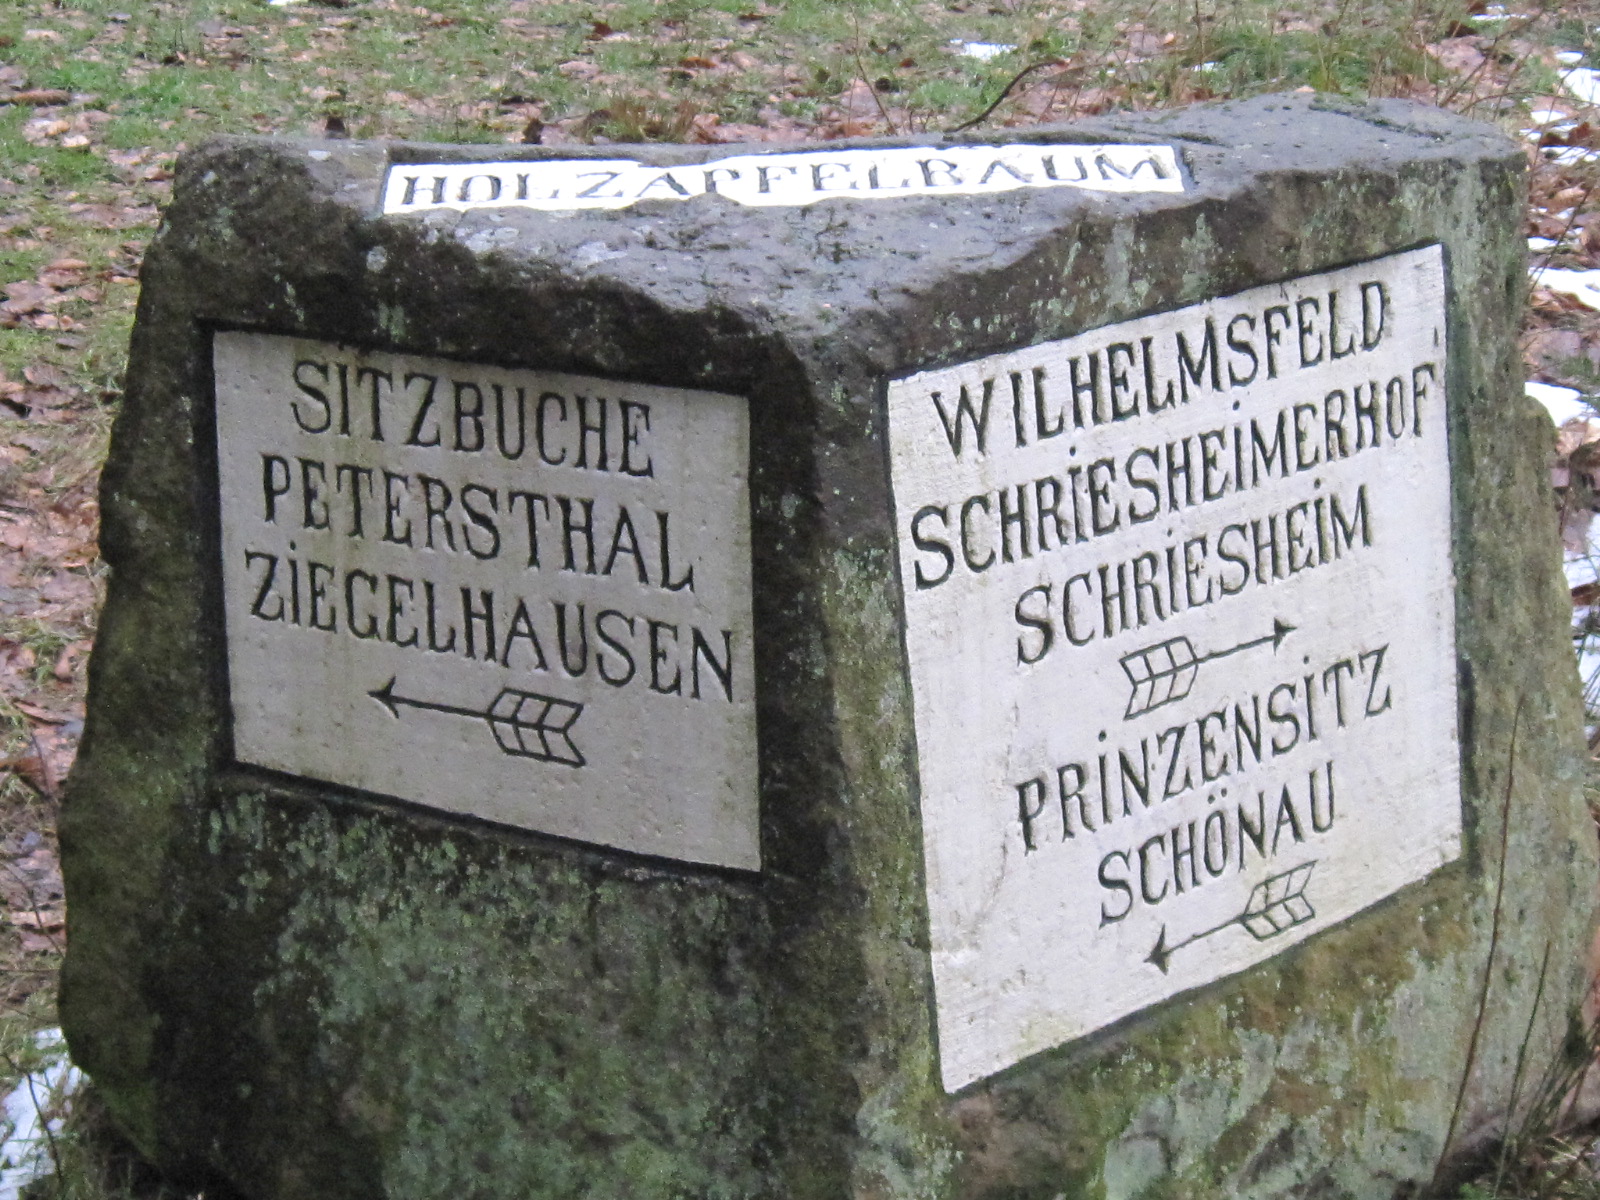 HOLZAPFELBAUM
SITZBUCHE
PETERSTHAL
ZIEGELHAUSEN
WILHELMSFELD
SCHRIESHEIMERHOF
SCHRIESHEIM
PRINZENSITZ
SCHÖNAU